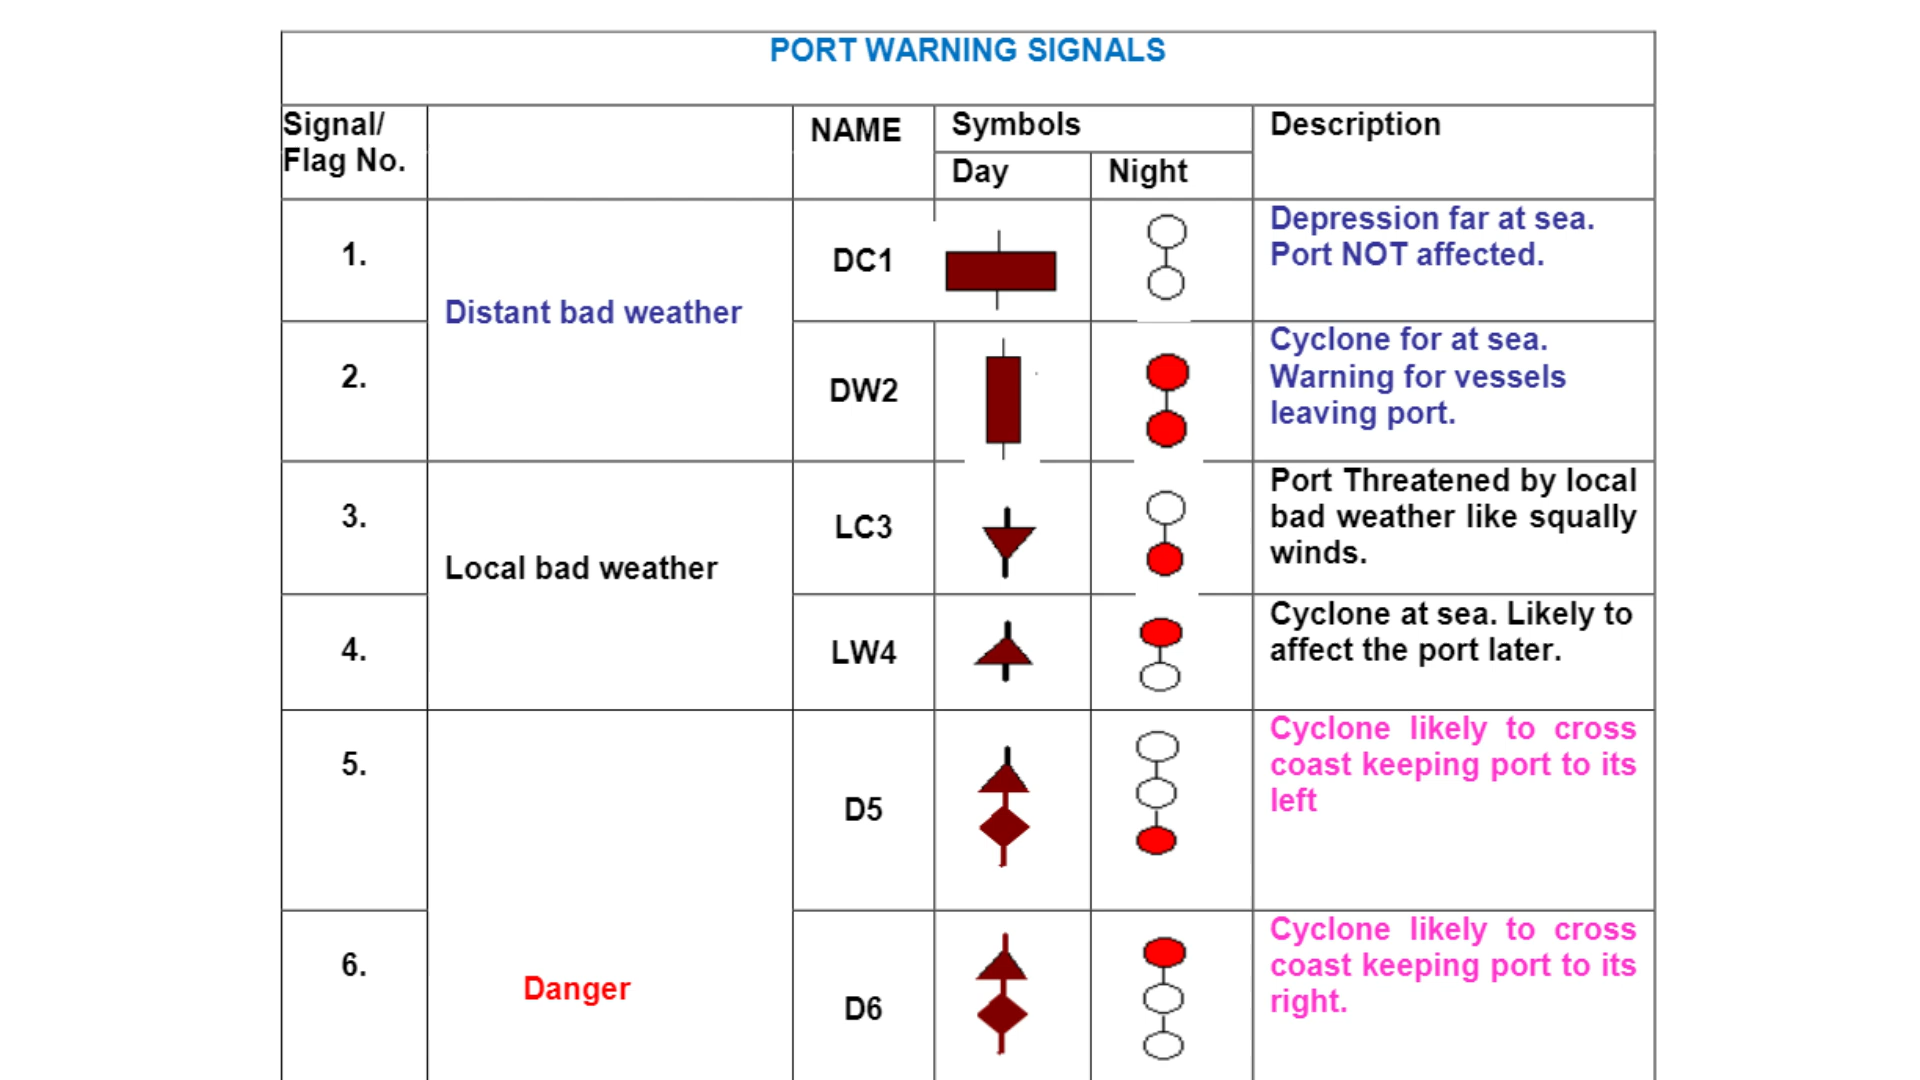 PORT WARNING SIGNALS
Signal/
Flag No.
NAME
Symbols
Description
Day
Night
1.
Distant bad weather
DC1
Depression far at sea.
Port NOT affected.
2.
DW2
Cyclone for at sea.
Warning for vessels
leaving port.
3.
Local bad weather
LC3
Port Threatened by local
bad weather like squally
winds.
4.
LW4
Cyclone at sea. Likely to
affect the port later.
5.
D5
Cyclone likely to cross
coast keeping port to its
left
6.
Danger
D6
Cyclone likely to cross
coast keeping port to its
right.